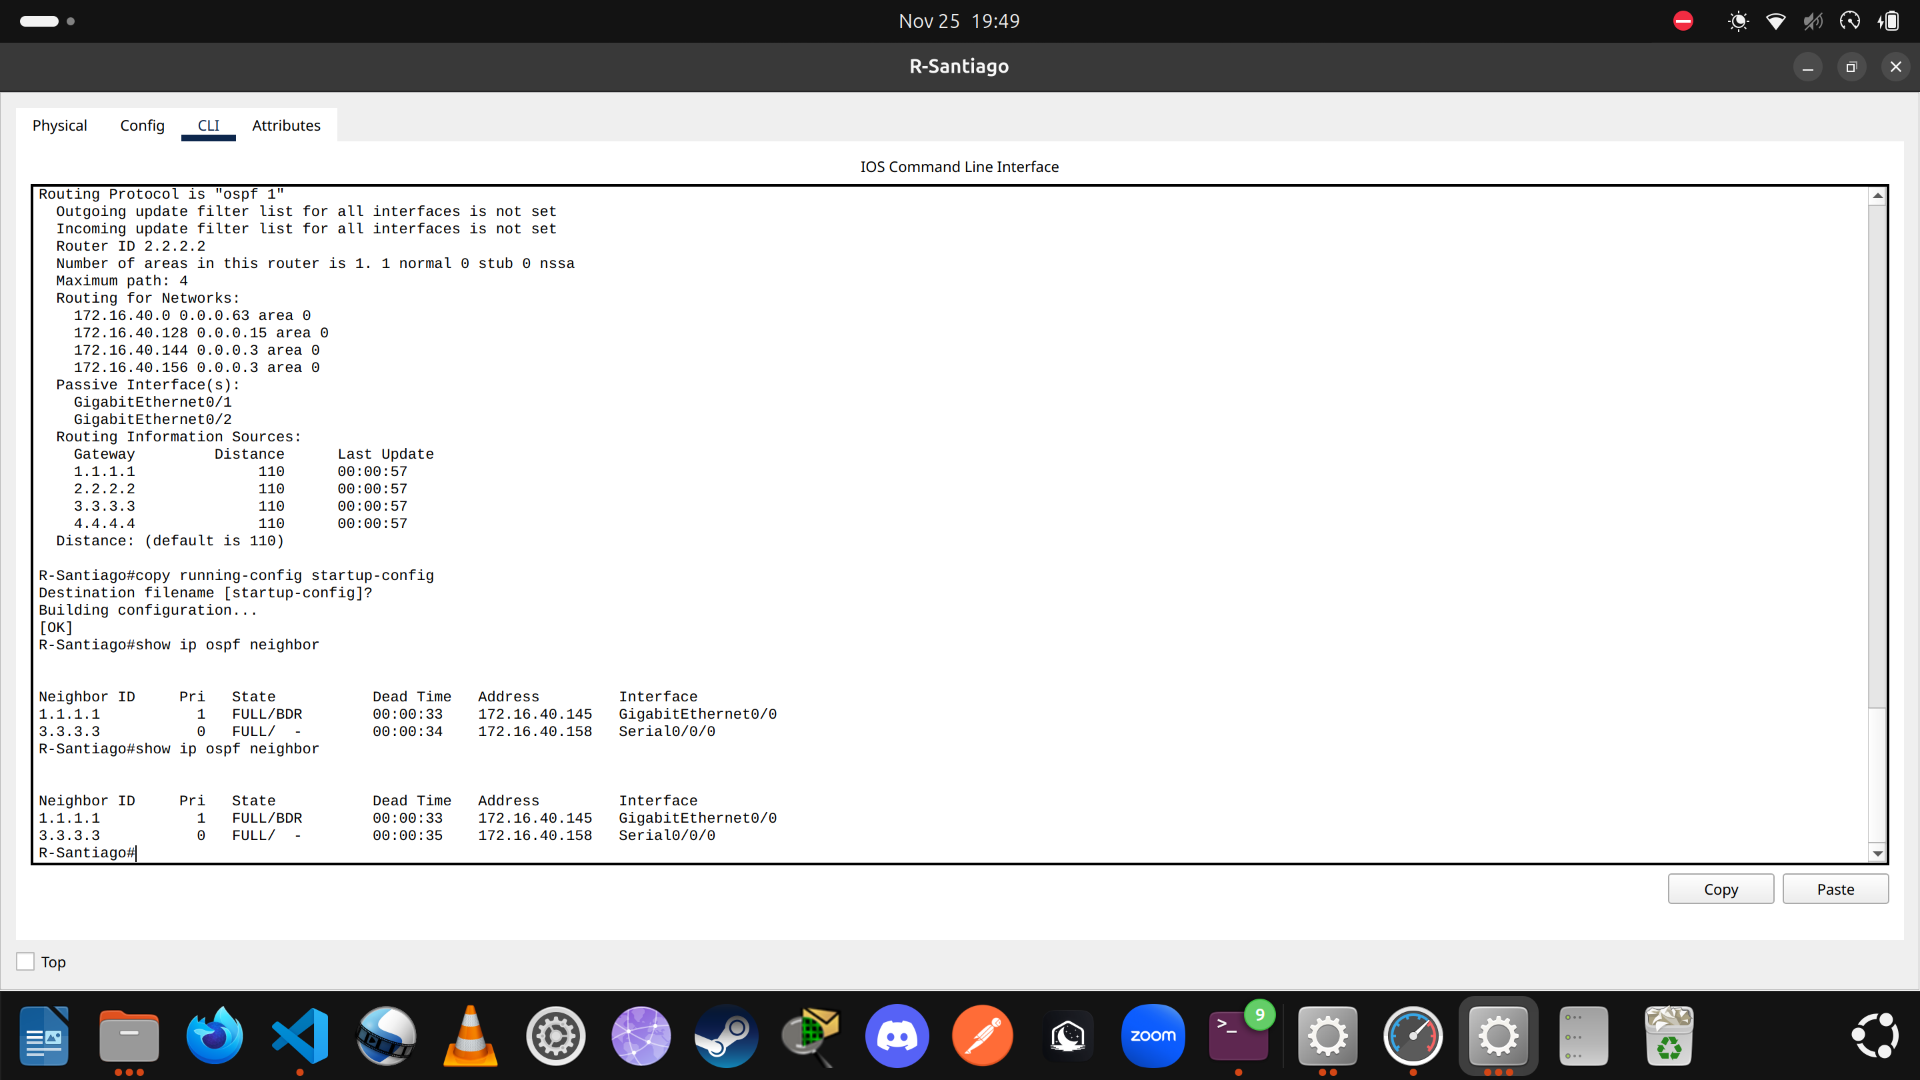 Nov 25  19:49
R-Santiago
Physical
Config
CLI
Attributes
IOS Command Line Interface
Routing Protocol is "ospf 1"
  Outgoing update filter list for all interfaces is not set
  Incoming update filter list for all interfaces is not set
  Router ID 2.2.2.2
  Number of areas in this router is 1. 1 normal 0 stub 0 nssa
  Maximum path: 4
  Routing for Networks:
    172.16.40.0 0.0.0.63 area 0
    172.16.40.128 0.0.0.15 area 0
    172.16.40.144 0.0.0.3 area 0
    172.16.40.156 0.0.0.3 area 0
  Passive Interface(s):
    GigabitEthernet0/1
    GigabitEthernet0/2
  Routing Information Sources:
    Gateway         Distance      Last Update
    1.1.1.1              110      00:00:57
    2.2.2.2              110      00:00:57
    3.3.3.3              110      00:00:57
    4.4.4.4              110      00:00:57
  Distance: (default is 110)
R-Santiago#copy running-config startup-config
Destination filename [startup-config]?
Building configuration...
[OK]
R-Santiago#show ip ospf neighbor
Neighbor ID     Pri   State           Dead Time   Address         Interface
1.1.1.1           1   FULL/BDR        00:00:33    172.16.40.145   GigabitEthernet0/0
3.3.3.3           0   FULL/  -        00:00:34    172.16.40.158   Serial0/0/0
R-Santiago#show ip ospf neighbor
Neighbor ID     Pri   State           Dead Time   Address         Interface
1.1.1.1           1   FULL/BDR        00:00:33    172.16.40.145   GigabitEthernet0/0
3.3.3.3           0   FULL/  -        00:00:35    172.16.40.158   Serial0/0/0
R-Santiago#
Copy
Paste
Top
zoom
>_
9